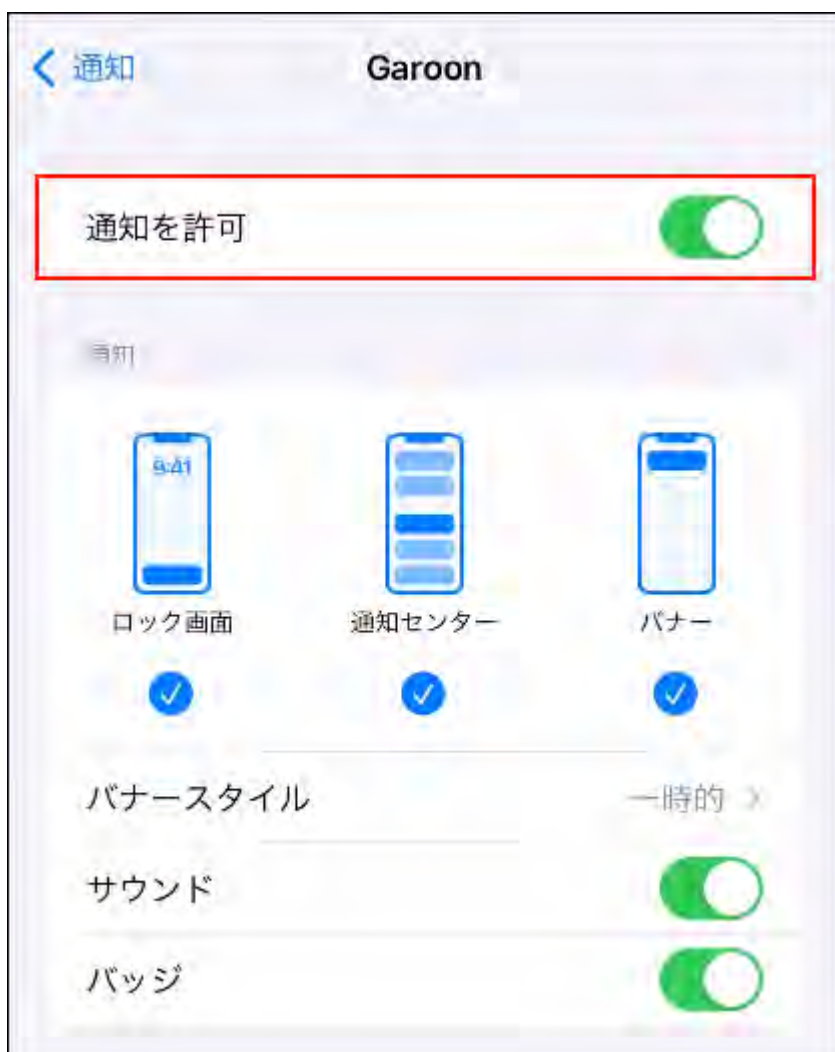 通知 Garoon
通知を許可
通知
9:41
ロック画面 通知センター バナー
バナースタイル 一時的
サウンド
バッジ